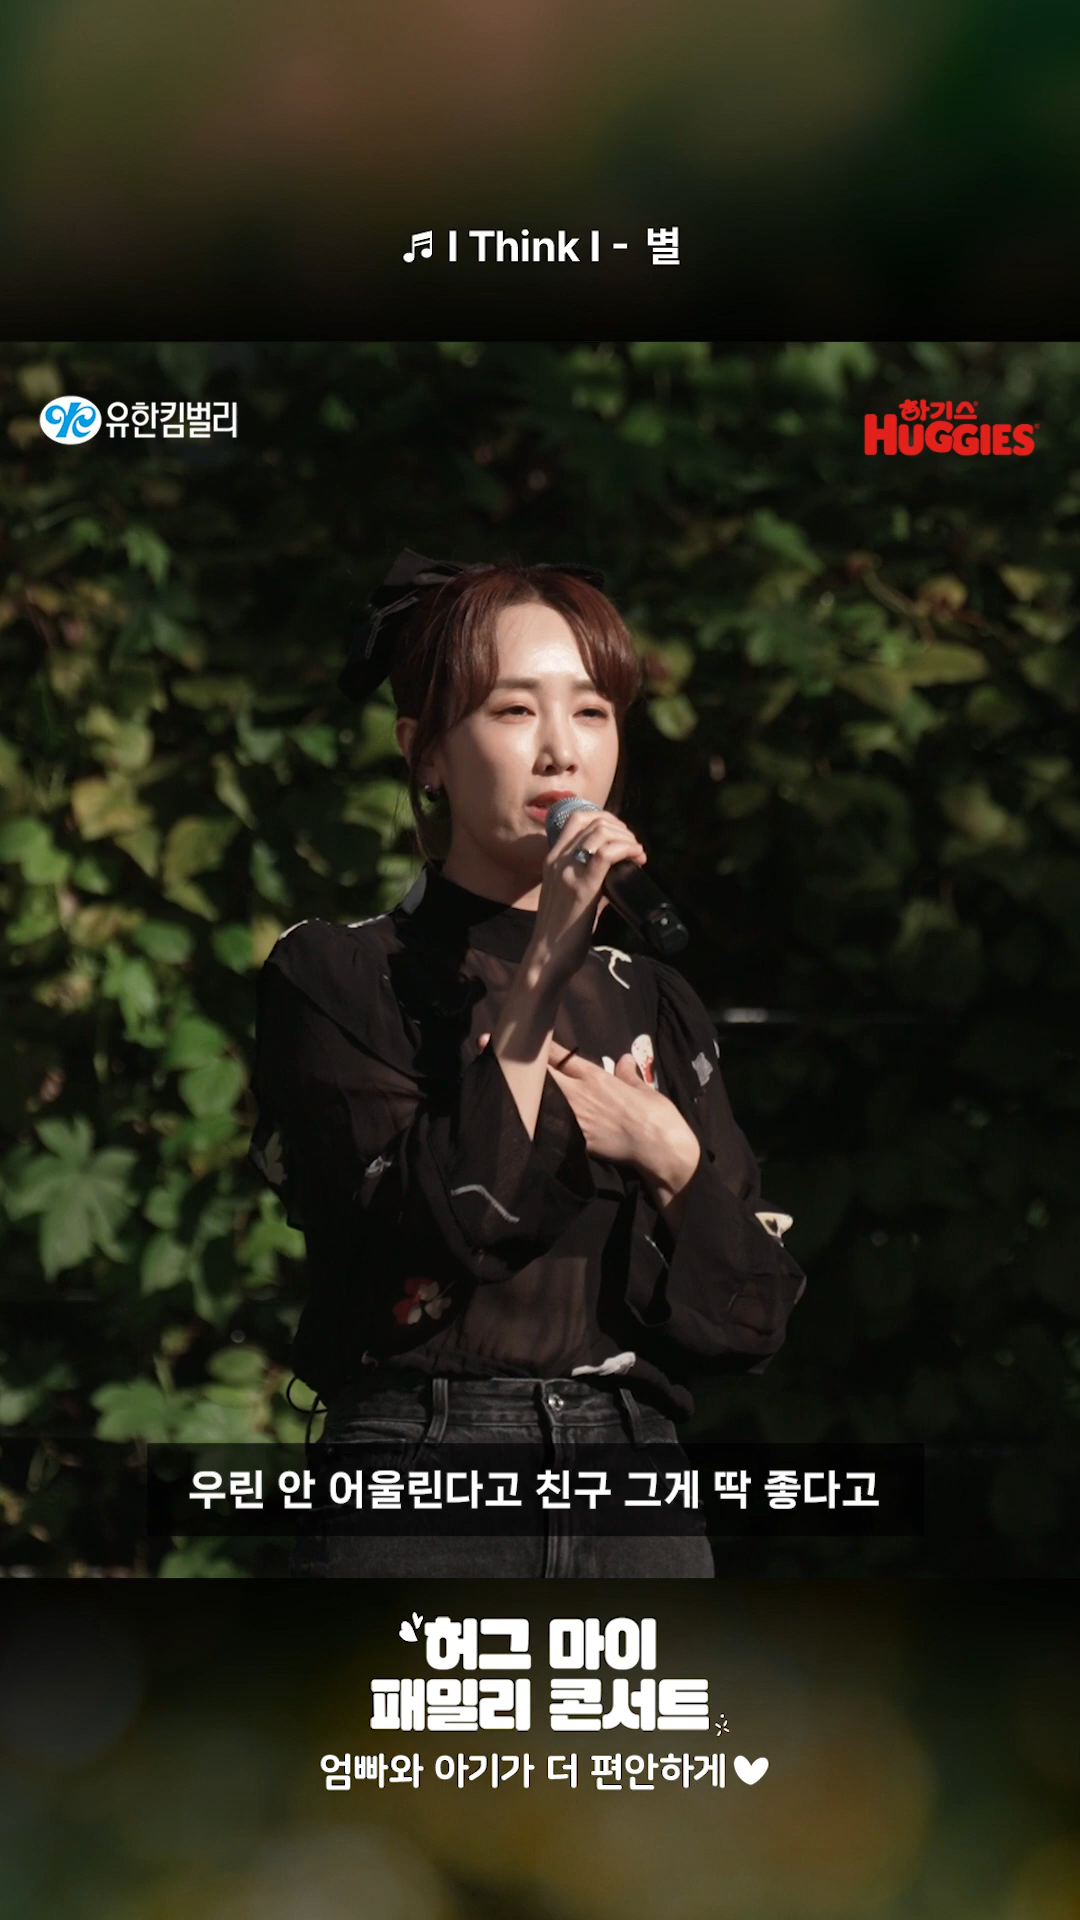 ♬ I Think I - 별
유한킴벌리
하기스
HUGGIES
우린 안 어울린다고 친구 그게 딱 좋다고
허그 마이
패밀리 콘서트
엄빠와 아기가 더 편안하게♥